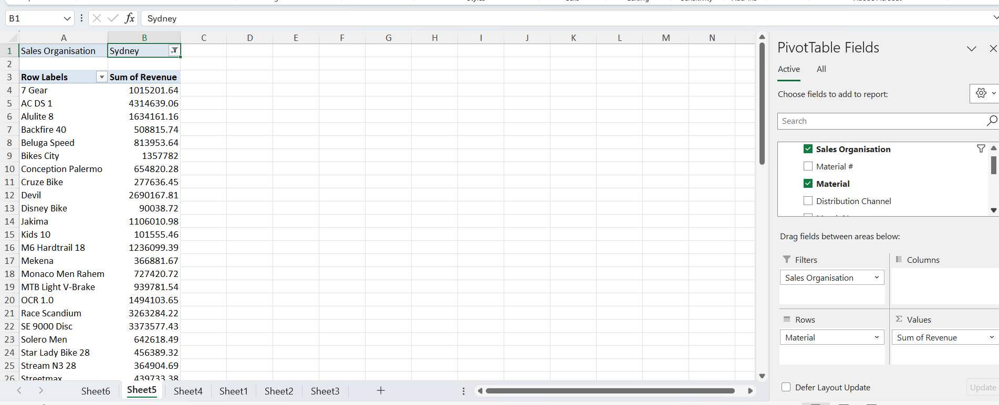 B1 fx Sydney
A B C D E F G H I J K L M N
1 Sales Organisation Sydney
2
3 Row Labels Sum of Revenue
4 7 Gear 1015201.64
5 AC DS 1 4314639.06
6 Alulite 8 1634161.16
7 Backfire 40 508815.74
8 Beluga Speed 813953.64
9 Bikes City 1357782
10 Conception Palermo 654820.28
11 Cruze Bike 277636.45
12 Devil 2690167.81
13 Disney Bike 90038.72
14 Jakima 1106010.98
15 Kids 10 101555.46
16 M6 Hardtrail 18 1236099.39
17 Mekena 366881.67
18 Monaco Men Rahem 727420.72
19 MTB Light V-Brake 939781.54
20 OCR 1.0 1494103.65
21 Race Scandium 3263284.22
22 SE 9000 Disc 3373577.43
23 Solero Men 642618.49
24 Star Lady Bike 28 456389.32
25 Stream N3 28 364904.69
26 Streetmax 439733.38
Sheet6 Sheet5 Sheet4 Sheet1 Sheet2 Sheet3
PivotTable Fields
Active All
Choose fields to add to report:
Search
Sales Organisation
Material #
Material
Distribution Channel
Drag fields between areas below:
Filters Columns
Sales Organisation
Rows Σ Values
Material Sum of Revenue
Defer Layout Update Update